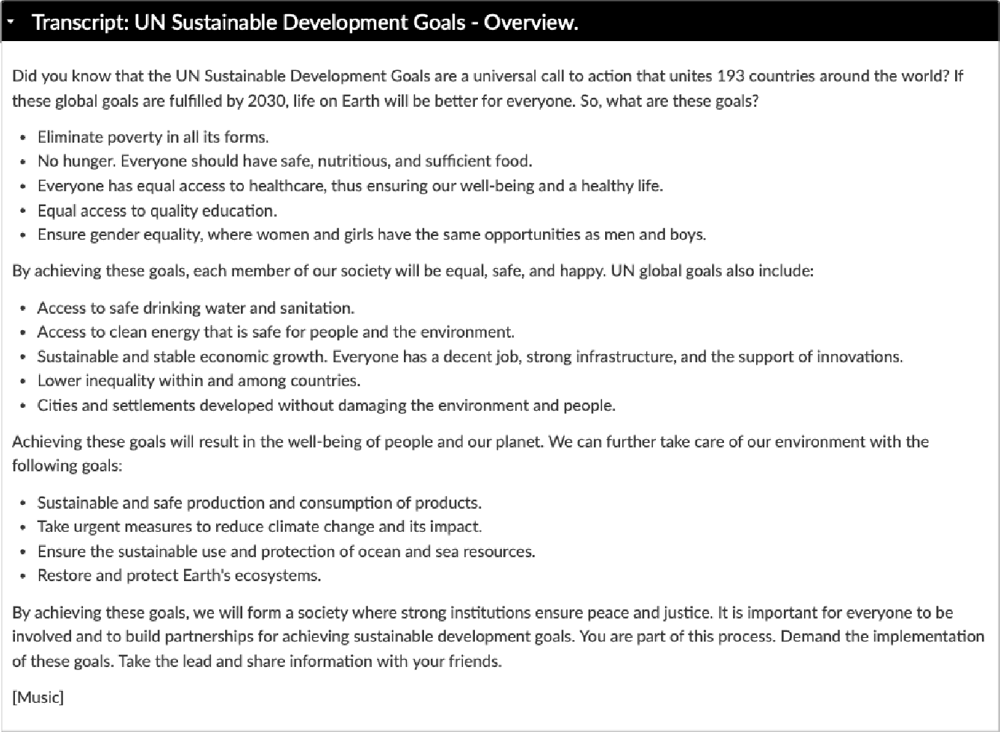 Transcript: UN Sustainable Development Goals - Overview.
Did you know that the UN Sustainable Development Goals are a universal call to action that unites 193 countries around the world? If
these global goals are fulfilled by 2030, life on Earth will be better for everyone. So, what are these goals?
• Eliminate poverty in all its forms.
• No hunger. Everyone should have safe, nutritious, and sufficient food.
• Everyone has equal access to healthcare, thus ensuring our well-being and a healthy life.
• Equal access to quality education.
• Ensure gender equality, where women and girls have the same opportunities as men and boys.
By achieving these goals, each member of our society will be equal, safe, and happy. UN global goals also include:
• Access to safe drinking water and sanitation.
• Access to clean energy that is safe for people and the environment.
• Sustainable and stable economic growth. Everyone has a decent job, strong infrastructure, and the support of innovations.
• Lower inequality within and among countries.
• Cities and settlements developed without damaging the environment and people.
Achieving these goals will result in the well-being of people and our planet. We can further take care of our environment with the
following goals:
• Sustainable and safe production and consumption of products.
• Take urgent measures to reduce climate change and its impact.
• Ensure the sustainable use and protection of ocean and sea resources.
• Restore and protect Earth's ecosystems.
By achieving these goals, we will form a society where strong institutions ensure peace and justice. It is important for everyone to be
involved and to build partnerships for achieving sustainable development goals. You are part of this process. Demand the implementation
of these goals. Take the lead and share information with your friends.
[Music]